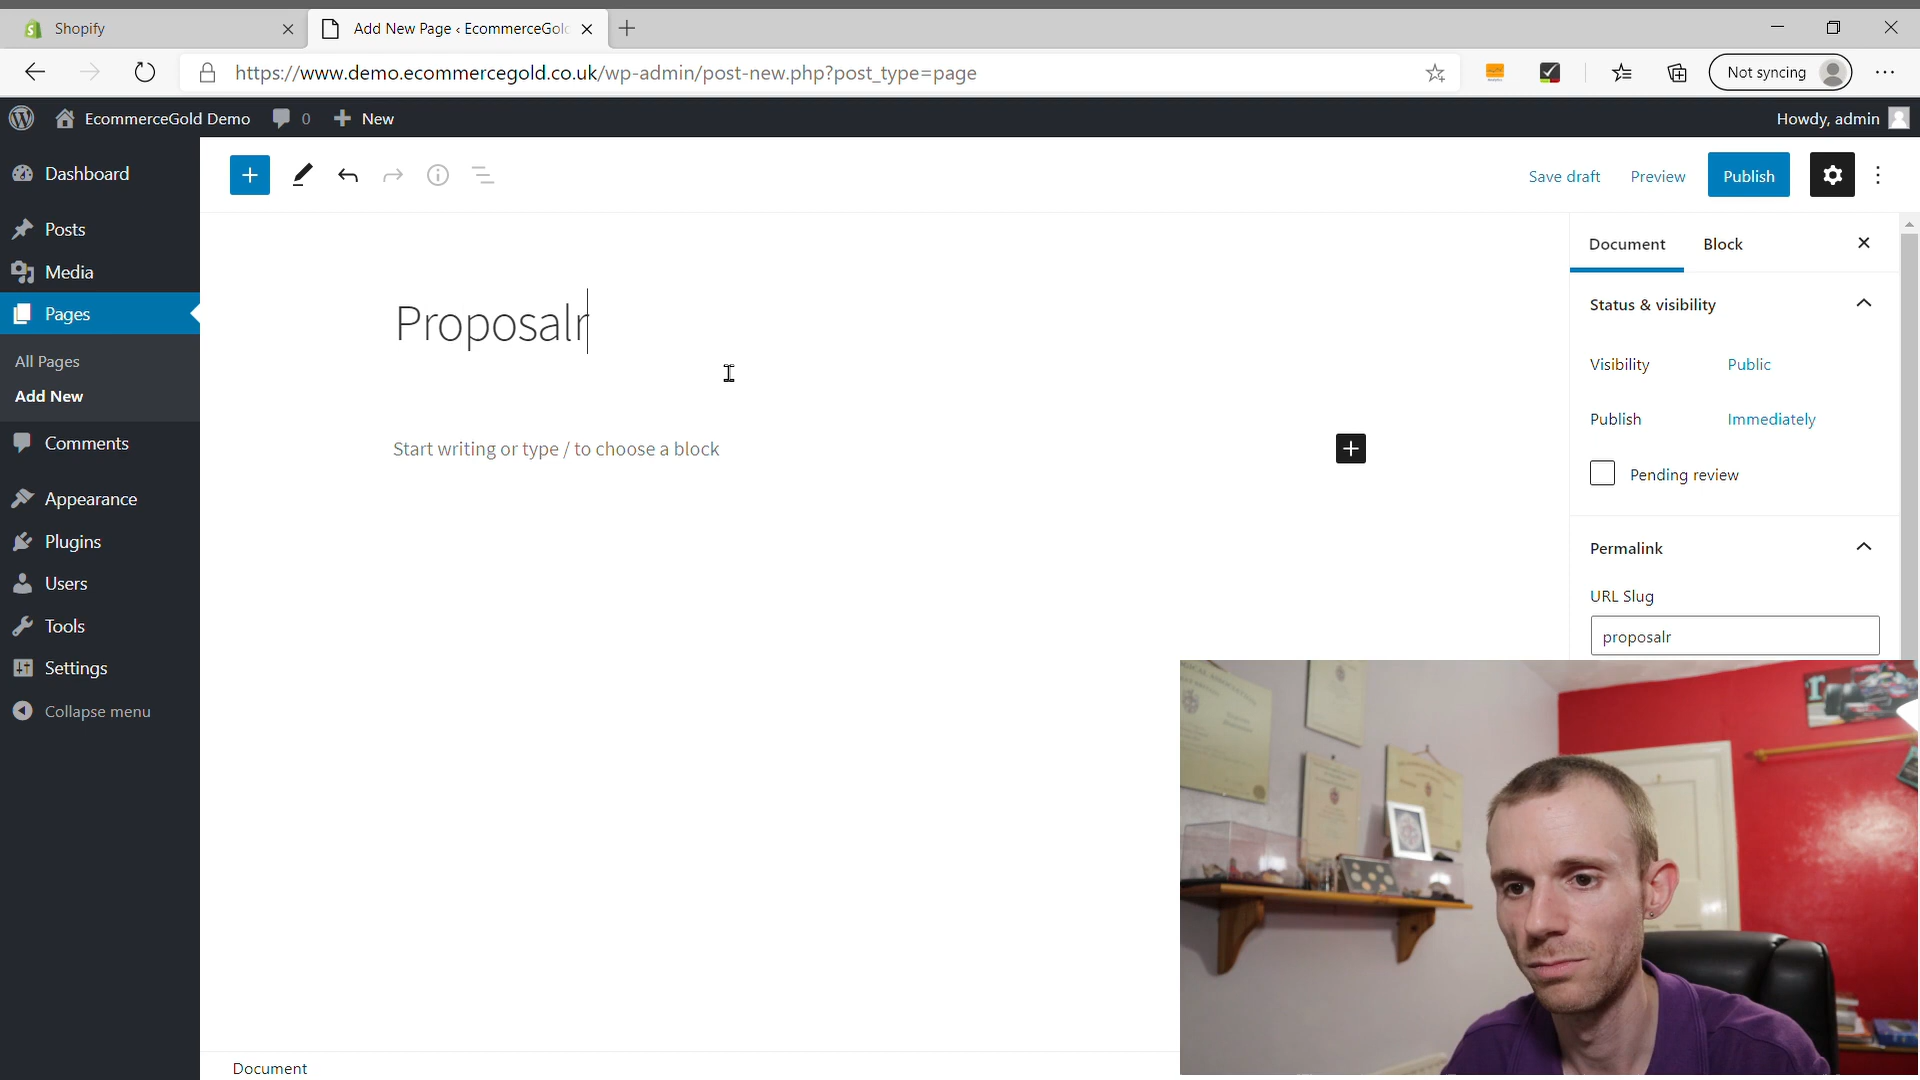 Shopify
Add New Page ‹ EcommerceGol
https://www.demo.ecommercegold.co.uk/wp-admin/post-new.php?post_type=page
Not syncing
EcommerceGold Demo
0
New
Howdy, admin
Dashboard
Posts
Media
Pages
All Pages
Add New
Comments
Appearance
Plugins
Users
Tools
Settings
Collapse menu
Save draft
Preview
Publish
Proposalr
Start writing or type / to choose a block
Document
Block
Status & visibility
Visibility
Public
Publish
Immediately
Pending review
Permalink
URL Slug
proposalr
Document